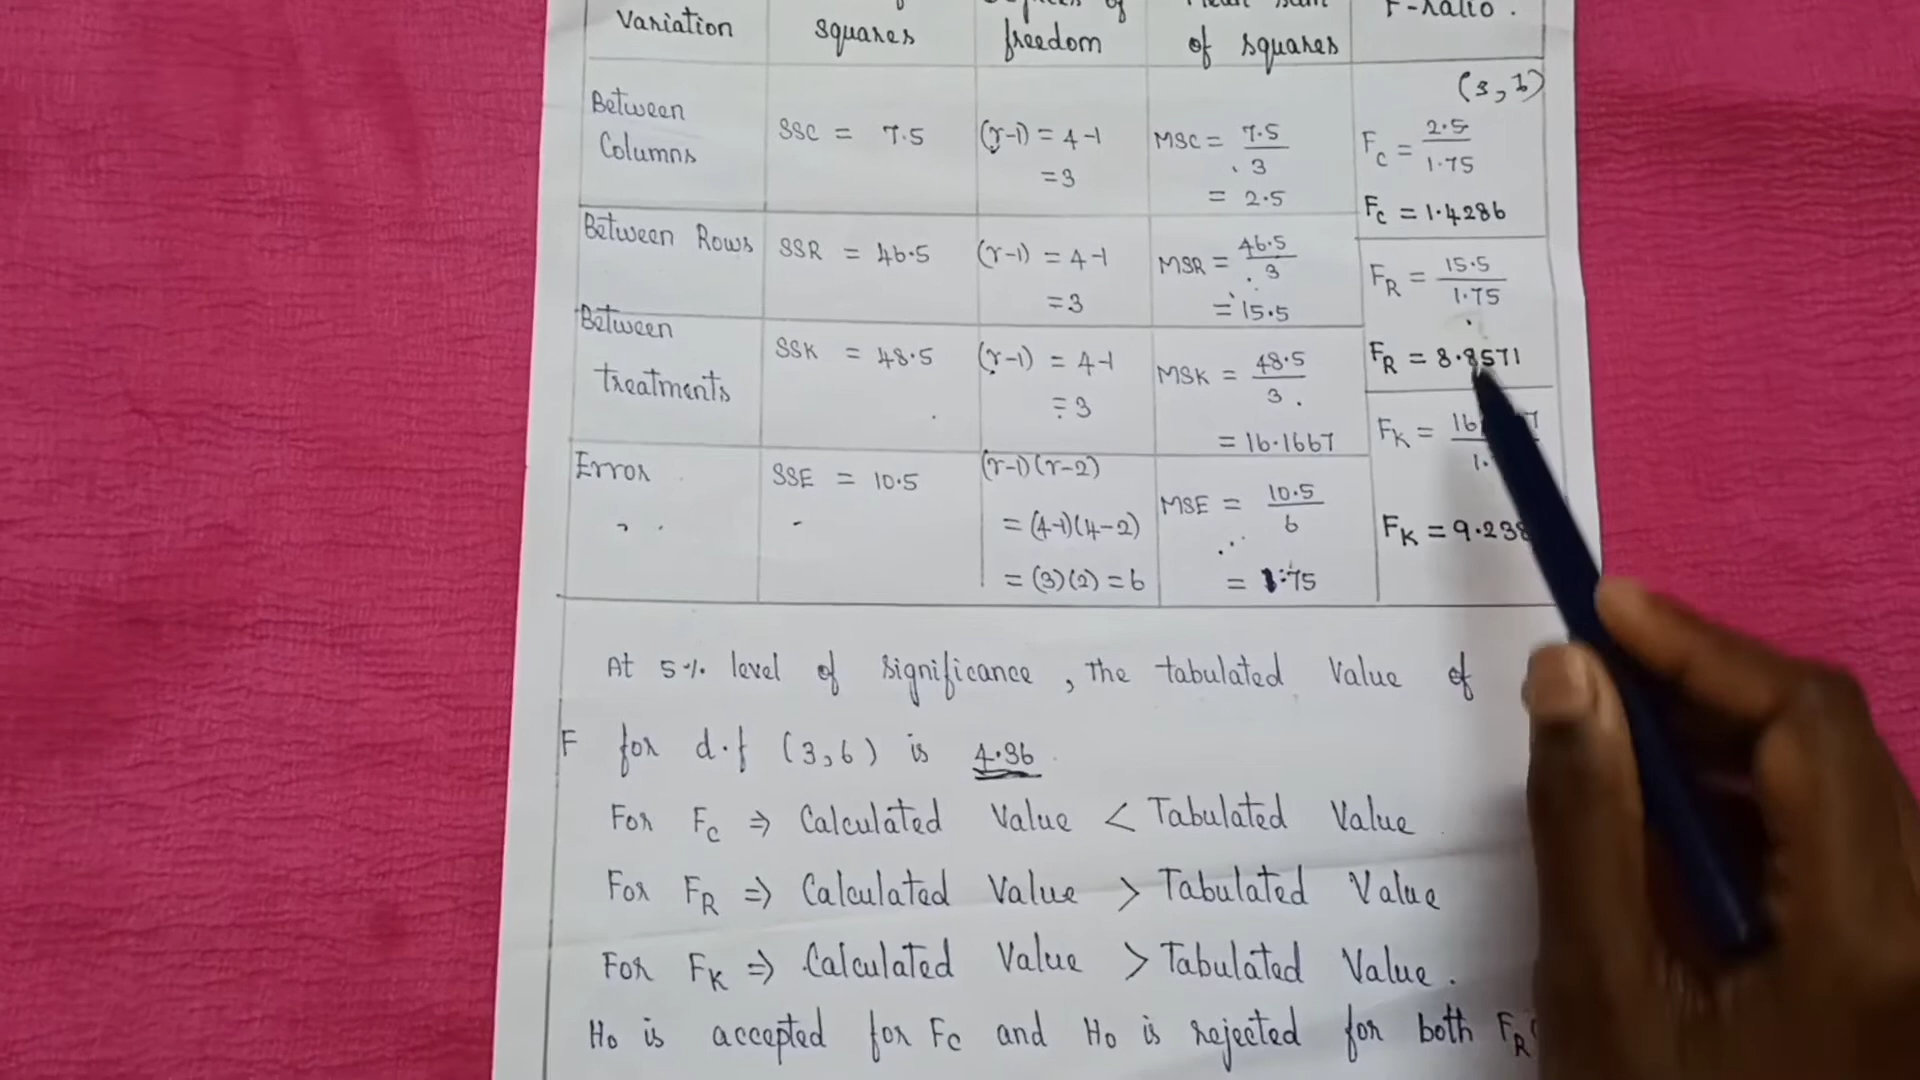 Variation squares freedom of squares F-ratio.
Between Columns SSC = 7.5 (r-1) = 4-1 = 3 MSC = 7.5/3 = 2.5 (3,6) Fc = 2.5/1.75 Fc = 1.4286
Between Rows SSR = 46.5 (r-1) = 4-1 = 3 MSR = 46.5/3 = 15.5 FR = 15.5/1.75 FR = 8.8571
Between treatments SSK = 48.5 (r-1) = 4-1 = 3 MSK = 48.5/3 = 16.1667 FK =
Error SSE = 10.5 (r-1)(r-2) = (4-1)(4-2) = (3)(2) = 6 MSE = 10.5/6 = 1.75 FK =
At 5% level of significance, The tabulated Value of
F for d.f (3,6) is 4.36
For Fc ⇒ Calculated Value < Tabulated Value
For FR ⇒ Calculated Value > Tabulated Value
For FK ⇒ Calculated Value > Tabulated Value.
Ho is accepted for Fc and Ho is rejected for both FR